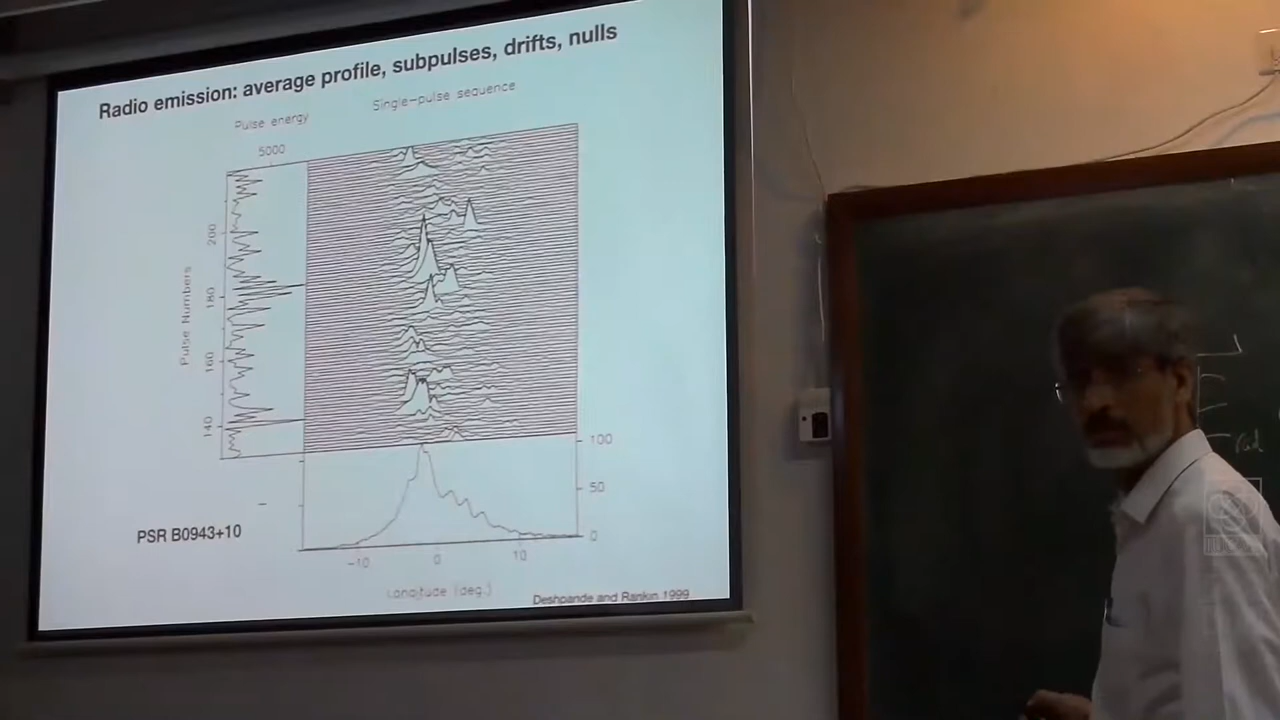 Radio emission: average profile, subpulses, drifts, nulls
Pulse energy
Single-pulse sequence
5000
200
180
160
140
Pulse Numbers
100
50
0
-10
0
10
Longitude (deg.)
PSR B0943+10
Deshpande and Rankin 1999
rad